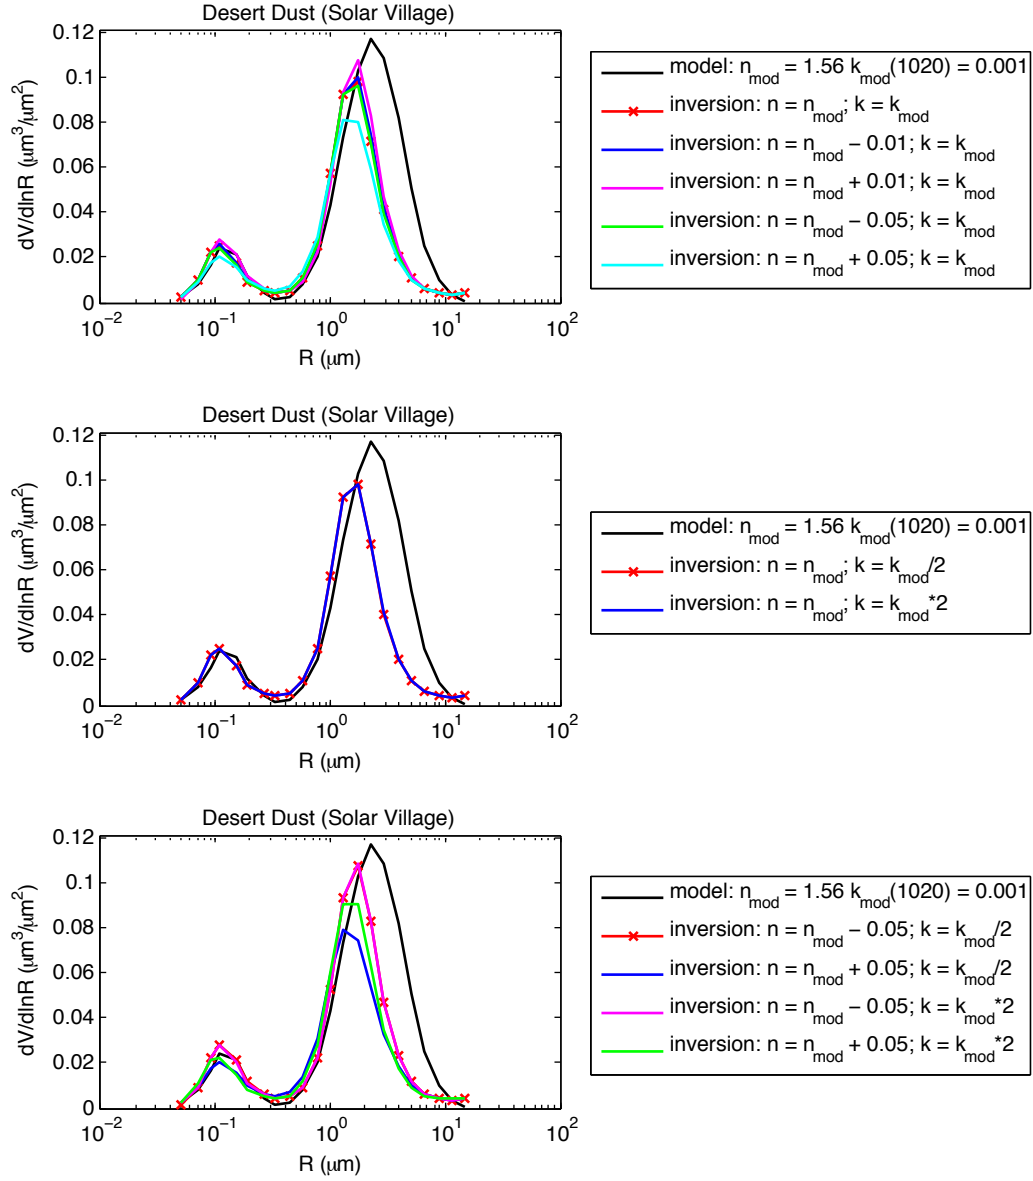 Desert Dust (Solar Village)
0.12
0.1
0.08
0.06
0.04
0.02
0
dV/dlnR (μm³/μm²)
10⁻² 10⁻¹ 10⁰ 10¹ 10²
R (μm)
model: n_mod = 1.56 k_mod(1020) = 0.001
inversion: n = n_mod; k = k_mod
inversion: n = n_mod − 0.01; k = k_mod
inversion: n = n_mod + 0.01; k = k_mod
inversion: n = n_mod − 0.05; k = k_mod
inversion: n = n_mod + 0.05; k = k_mod
Desert Dust (Solar Village)
0.12
0.1
0.08
0.06
0.04
0.02
0
dV/dlnR (μm³/μm²)
10⁻² 10⁻¹ 10⁰ 10¹ 10²
R (μm)
model: n_mod = 1.56 k_mod(1020) = 0.001
inversion: n = n_mod; k = k_mod/2
inversion: n = n_mod; k = k_mod*2
Desert Dust (Solar Village)
0.12
0.1
0.08
0.06
0.04
0.02
0
dV/dlnR (μm³/μm²)
10⁻² 10⁻¹ 10⁰ 10¹ 10²
R (μm)
model: n_mod = 1.56 k_mod(1020) = 0.001
inversion: n = n_mod − 0.05; k = k_mod/2
inversion: n = n_mod + 0.05; k = k_mod/2
inversion: n = n_mod − 0.05; k = k_mod*2
inversion: n = n_mod + 0.05; k = k_mod*2